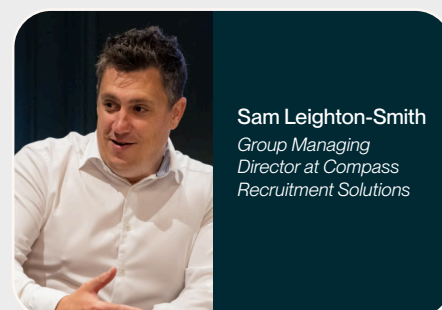 Sam Leighton-Smith
Group Managing
Director at Compass
Recruitment Solutions